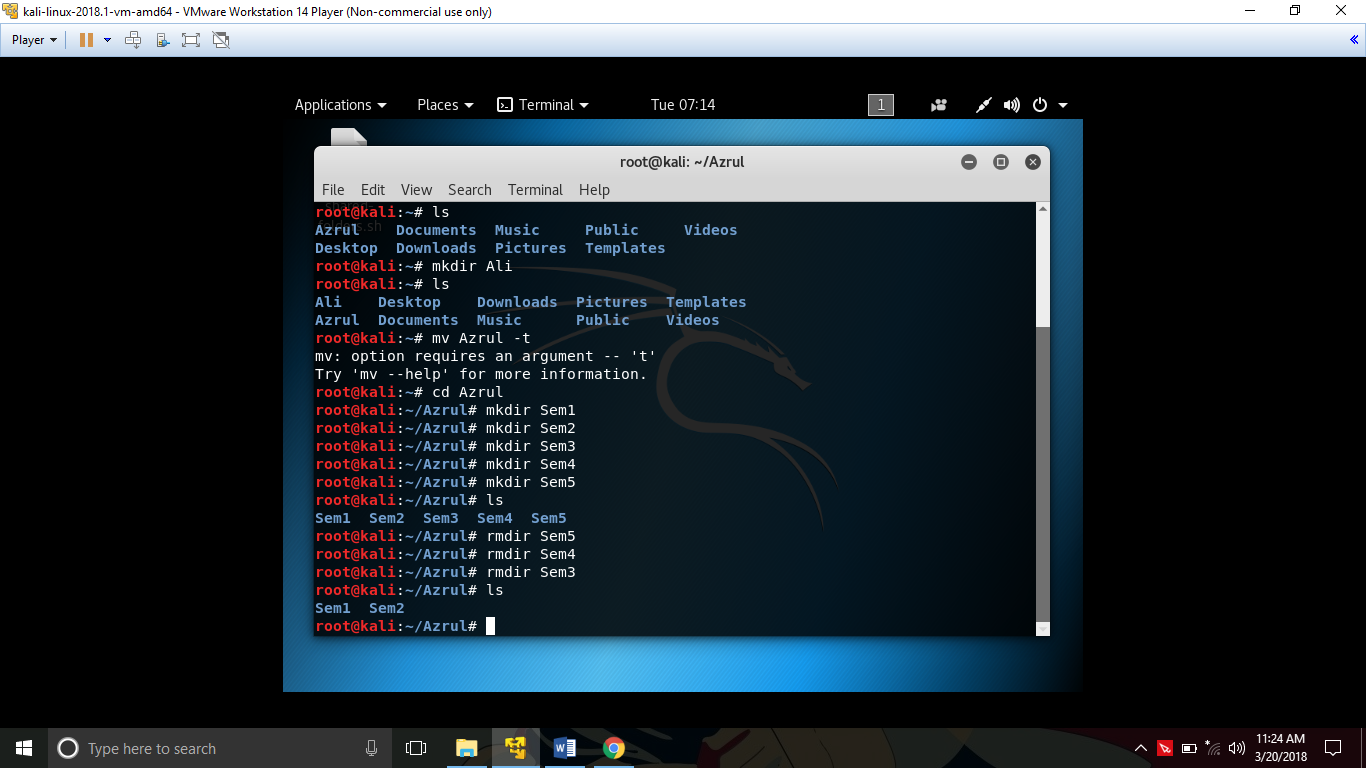 kali-linux-2018.1-vm-amd64 - VMware Workstation 14 Player (Non-commercial use only)
Player
Applications Places Terminal Tue 07:14 1
root@kali: ~/Azrul
File Edit View Search Terminal Help
shared-
folders.sh
root@kali:~# ls
Azrul Documents Music Public Videos
Desktop Downloads Pictures Templates
root@kali:~# mkdir Ali
root@kali:~# ls
Ali Desktop Downloads Pictures Templates
Azrul Documents Music Public Videos
root@kali:~# mv Azrul -t
mv: option requires an argument -- 't'
Try 'mv --help' for more information.
root@kali:~# cd Azrul
root@kali:~/Azrul# mkdir Sem1
root@kali:~/Azrul# mkdir Sem2
root@kali:~/Azrul# mkdir Sem3
root@kali:~/Azrul# mkdir Sem4
root@kali:~/Azrul# mkdir Sem5
root@kali:~/Azrul# ls
Sem1 Sem2 Sem3 Sem4 Sem5
root@kali:~/Azrul# rmdir Sem5
root@kali:~/Azrul# rmdir Sem4
root@kali:~/Azrul# rmdir Sem3
root@kali:~/Azrul# ls
Sem1 Sem2
root@kali:~/Azrul#
Type here to search
11:24 AM
3/20/2018